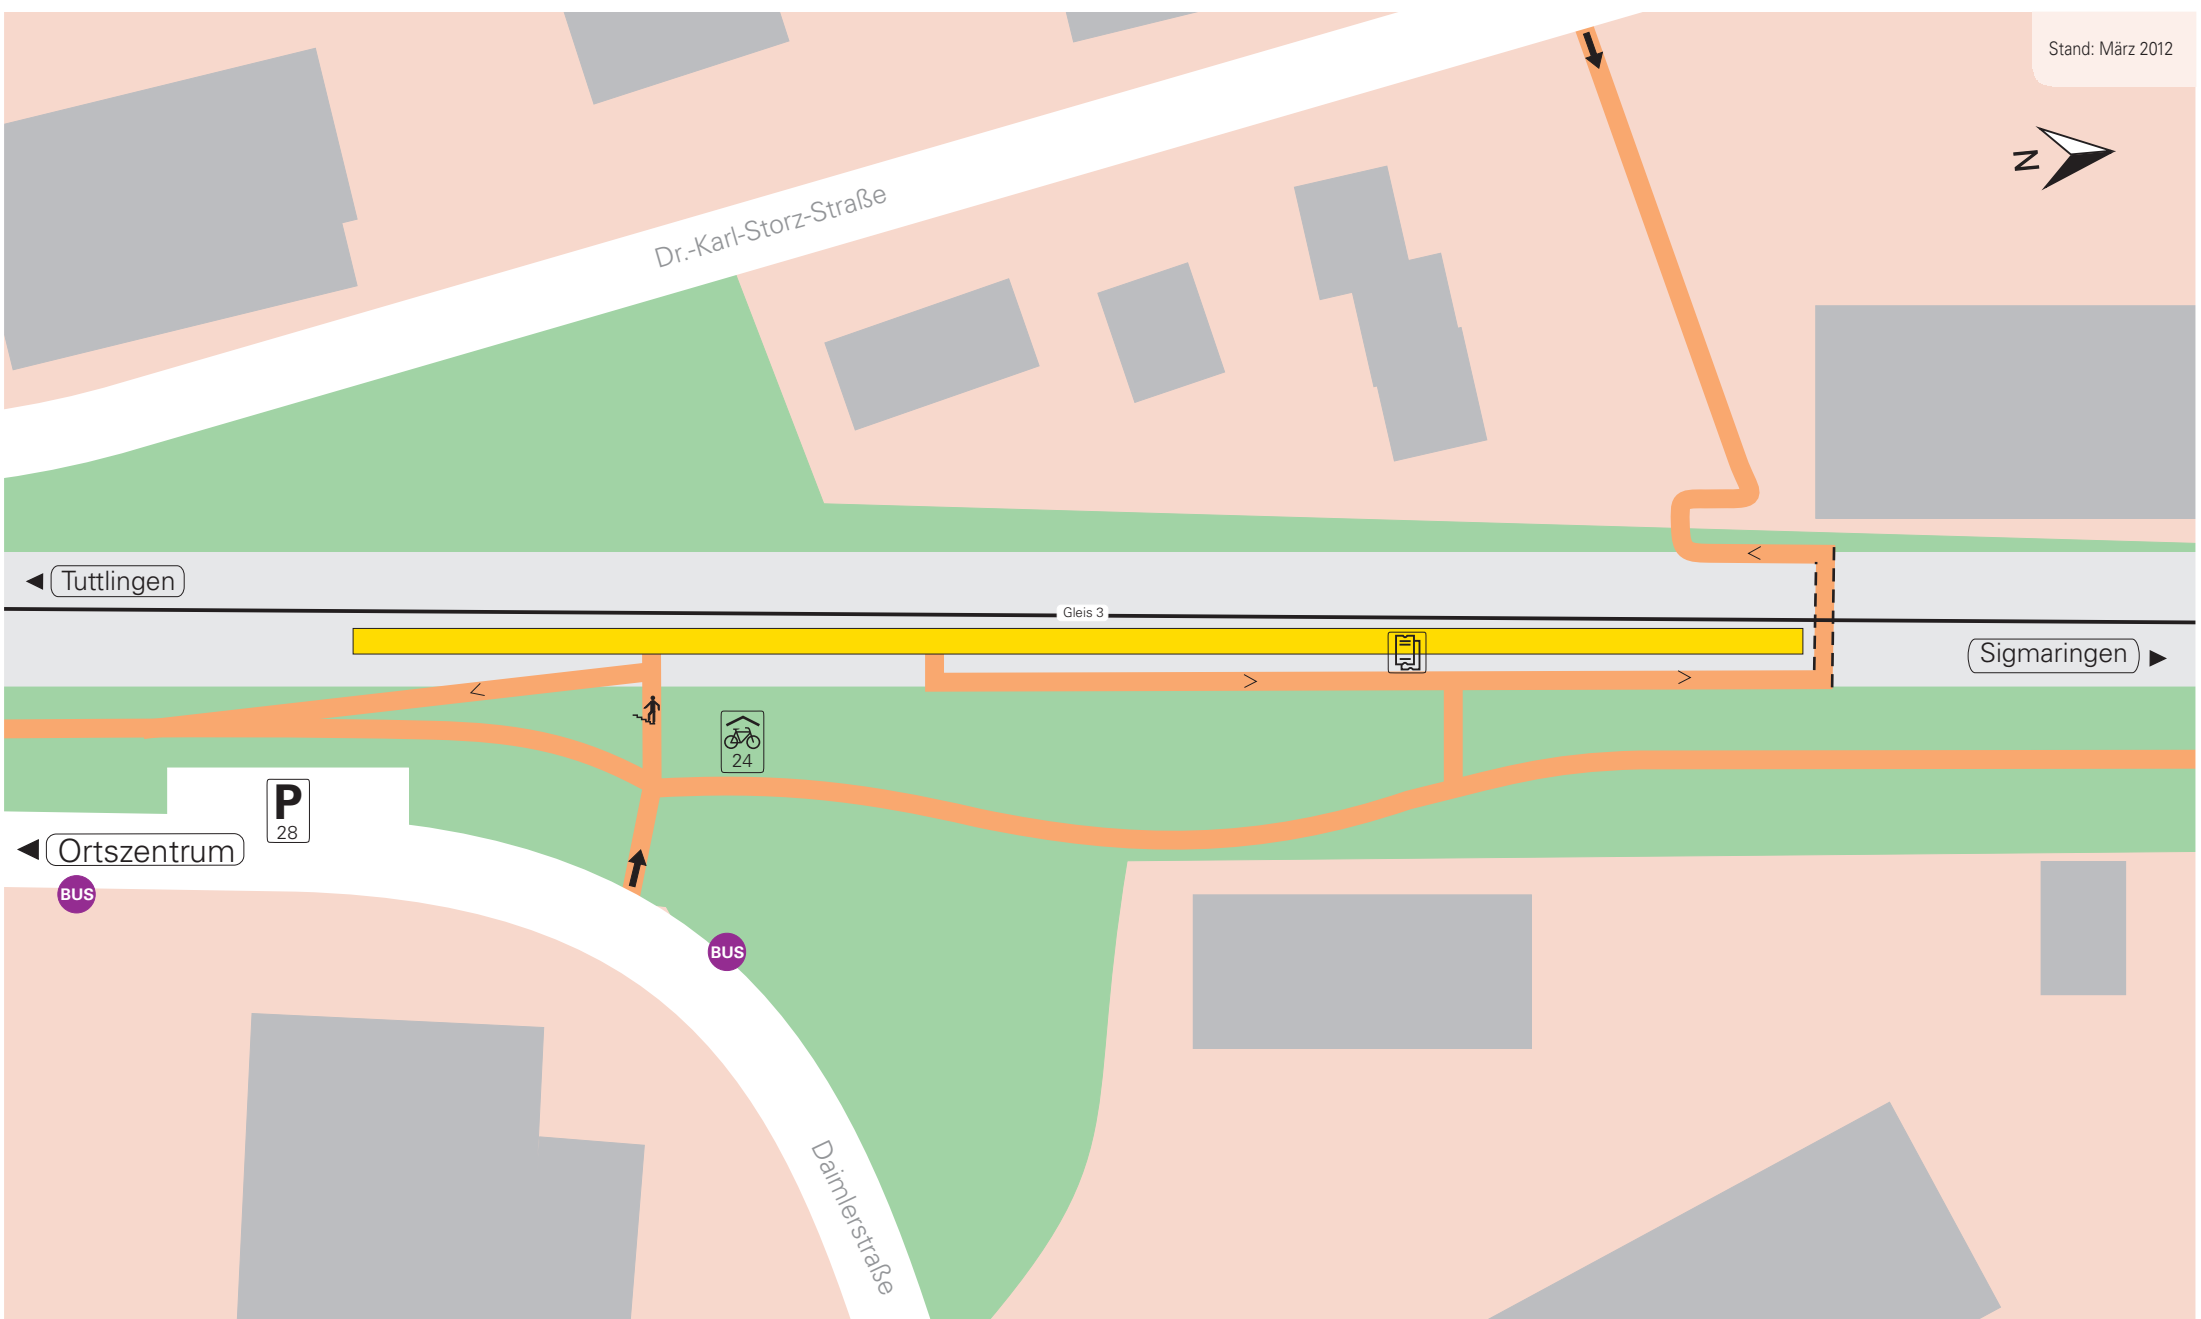 Stand: März 2012
N
Dr.-Karl-Storz-Straße
Tuttlingen
Gleis 3
Sigmaringen
24
P
28
Ortszentrum
BUS
BUS
Daimlerstraße